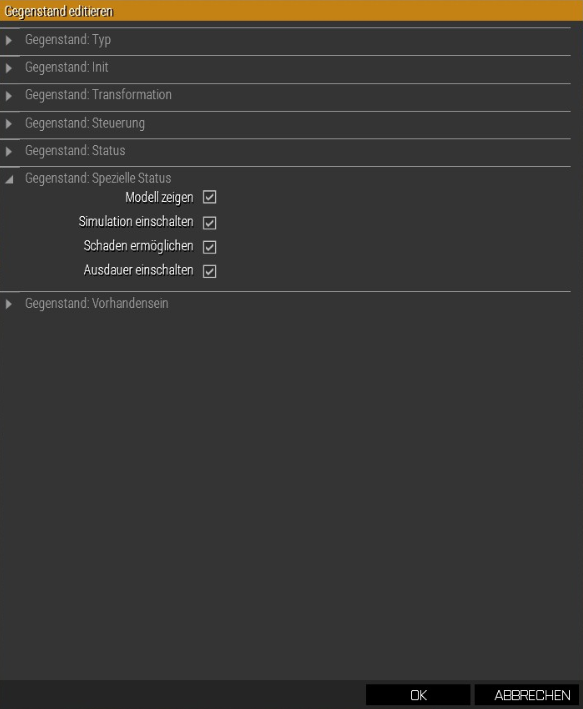 Gegenstand editieren
Gegenstand: Typ
Gegenstand: Init
Gegenstand: Transformation
Gegenstand: Steuerung
Gegenstand: Status
Gegenstand: Spezielle Status
Modell zeigen
Simulation einschalten
Schaden ermöglichen
Ausdauer einschalten
Gegenstand: Vorhandensein
OK ABBRECHEN